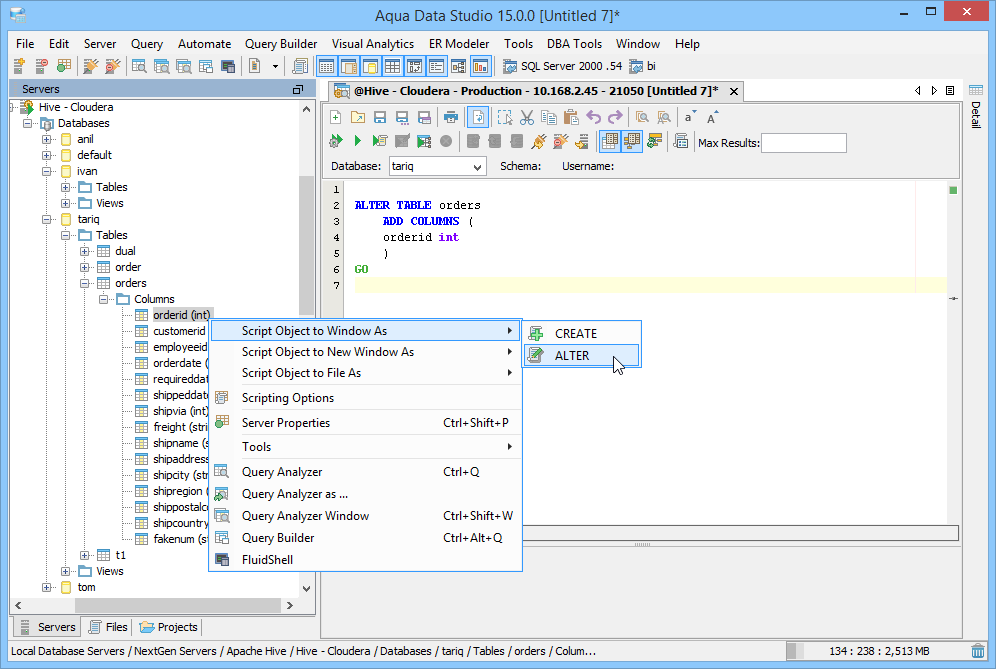 Aqua Data Studio 15.0.0 [Untitled 7]*
File Edit Server Query Automate Query Builder Visual Analytics ER Modeler Tools DBA Tools Window Help
SQL Server 2000 .54 bi
Servers
@Hive - Cloudera - Production - 10.168.2.45 - 21050 [Untitled 7]*
Detail
Max Results:
Database: tariq Schema: Username:
Hive - Cloudera
Databases
anil
default
ivan
Tables
Views
tariq
Tables
dual
order
orders
Columns
orderid (int)
customerid
employeeid
orderdate (
requireddat
shippeddate
shipvia (int)
freight (stri
shipname (s
shipaddress
shipcity (str
shipregion (
shippostalco
shipcountry
fakenum (st
t1
Views
tom
1
2 ALTER TABLE orders
3 ADD COLUMNS (
4 orderid int
5 )
6 GO
7
Script Object to Window As
Script Object to New Window As
Script Object to File As
Scripting Options
Server Properties Ctrl+Shift+P
Tools
Query Analyzer Ctrl+Q
Query Analyzer as ...
Query Analyzer Window Ctrl+Shift+W
Query Builder Ctrl+Alt+Q
FluidShell
CREATE
ALTER
Servers Files Projects
Local Database Servers / NextGen Servers / Apache Hive / Hive - Cloudera / Databases / tariq / Tables / orders / Colum... 134 : 238 : 2,513 MB